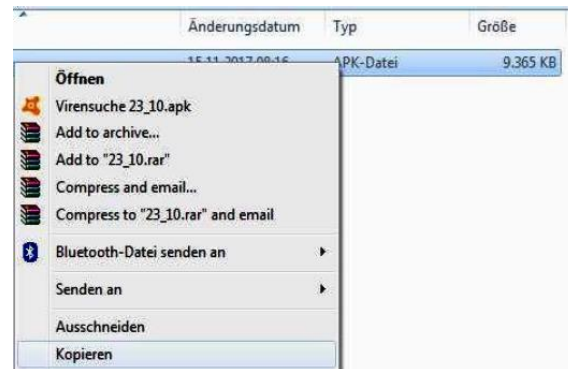 Änderungsdatum Typ Größe
15.11.2017 08:16 APK-Datei 9.365 KB
Öffnen
Virensuche 23_10.apk
Add to archive...
Add to "23_10.rar"
Compress and email...
Compress to "23_10.rar" and email
Bluetooth-Datei senden an
Senden an
Ausschneiden
Kopieren